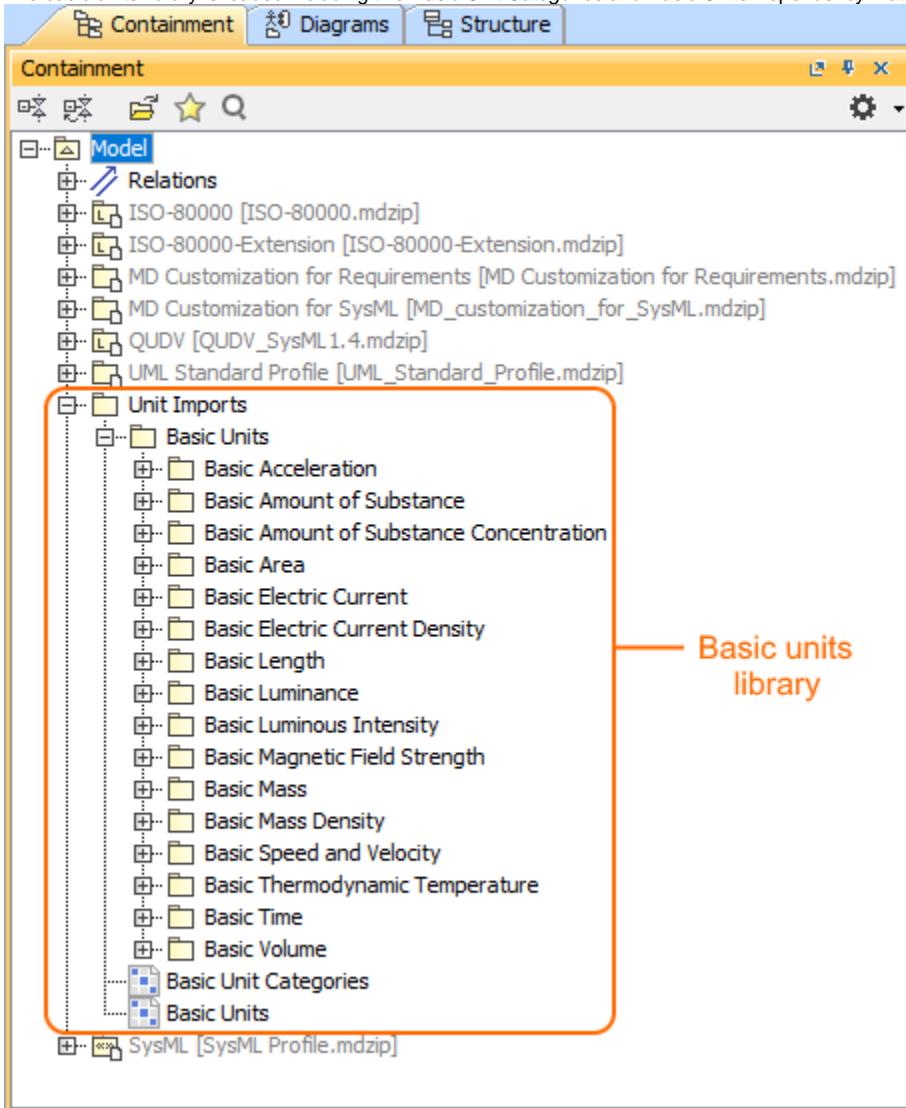 Containment Diagrams Structure
Containment
Model
Relations
ISO-80000 [ISO-80000.mdzip]
ISO-80000-Extension [ISO-80000-Extension.mdzip]
MD Customization for Requirements [MD Customization for Requirements.mdzip]
MD Customization for SysML [MD_customization_for_SysML.mdzip]
QUDV [QUDV_SysML1.4.mdzip]
UML Standard Profile [UML_Standard_Profile.mdzip]
Unit Imports
Basic Units
Basic Acceleration
Basic Amount of Substance
Basic Amount of Substance Concentration
Basic Area
Basic Electric Current
Basic Electric Current Density
Basic Length
Basic Luminance
Basic Luminous Intensity
Basic Magnetic Field Strength
Basic Mass
Basic Mass Density
Basic Speed and Velocity
Basic Thermodynamic Temperature
Basic Time
Basic Volume
Basic Unit Categories
Basic Units
SysML [SysML Profile.mdzip]
Basic units
library